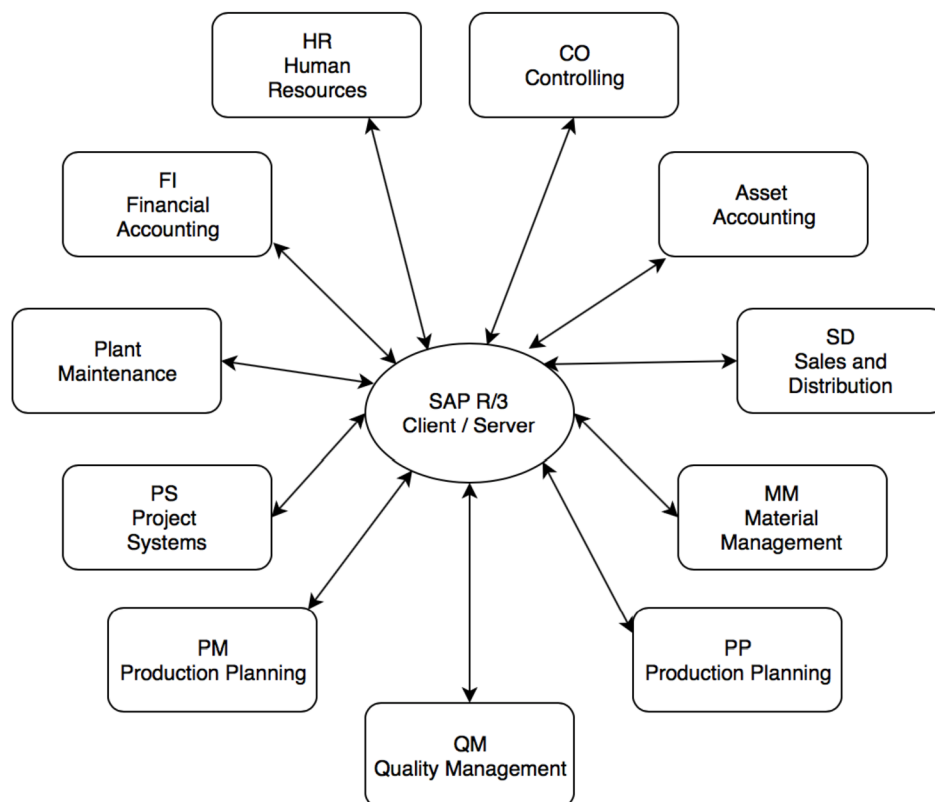 HR
Human
Resources
CO
Controlling
FI
Financial
Accounting
Asset
Accounting
Plant
Maintenance
SD
Sales and
Distribution
SAP R/3
Client / Server
PS
Project
Systems
MM
Material
Management
PM
Production Planning
PP
Production Planning
QM
Quality Management